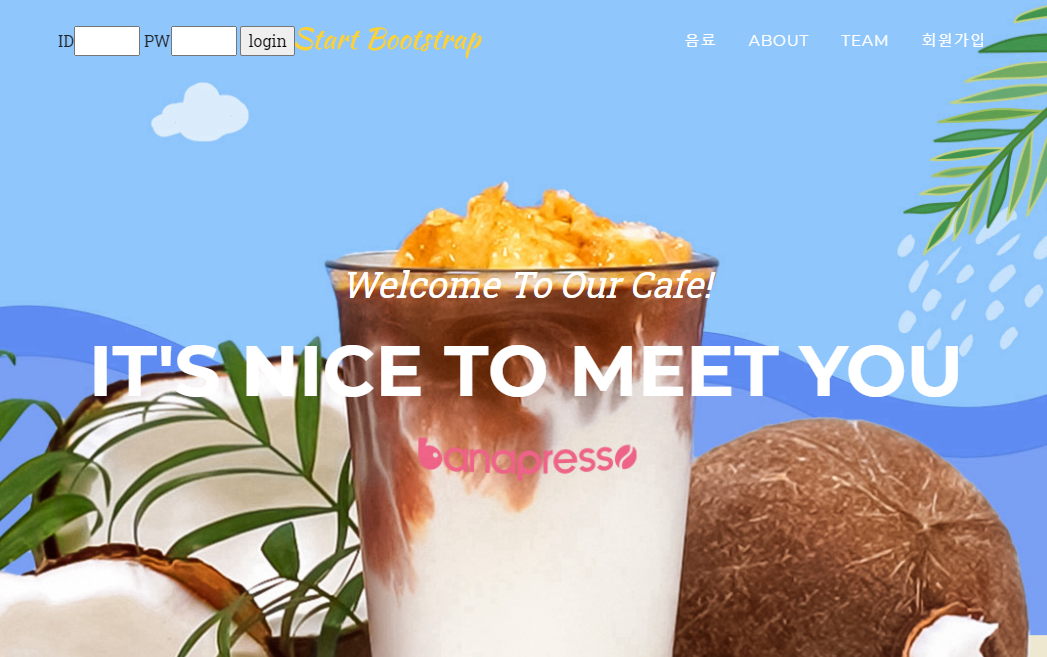 ID PW login Start Bootstrap 음료 ABOUT TEAM 회원가입
Welcome To Our Cafe!
IT'S NICE TO MEET YOU
banapresso